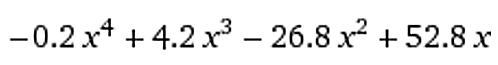 −0.2 x⁴ + 4.2 x³ − 26.8 x² + 52.8 x